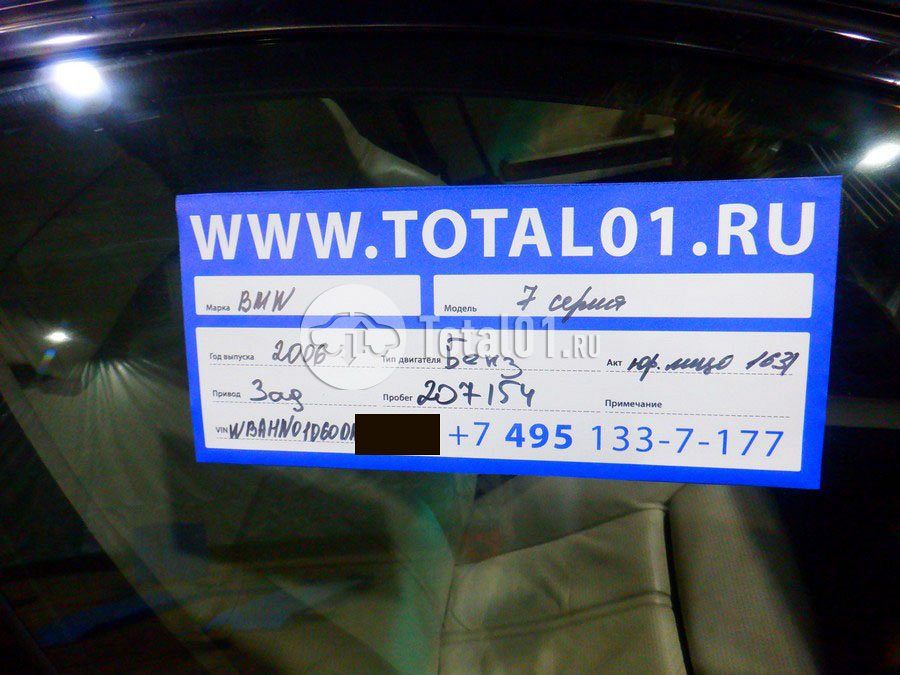 WWW.TOTAL01.RU
Марка BMW Модель 7 серия
Total01.RU
Год выпуска 2006 Тип двигателя Бенз Акт юр. лицо 1631
Привод Зад Пробег 207154 Примечание
VIN WBAHN01060D +7 495 133-7-177